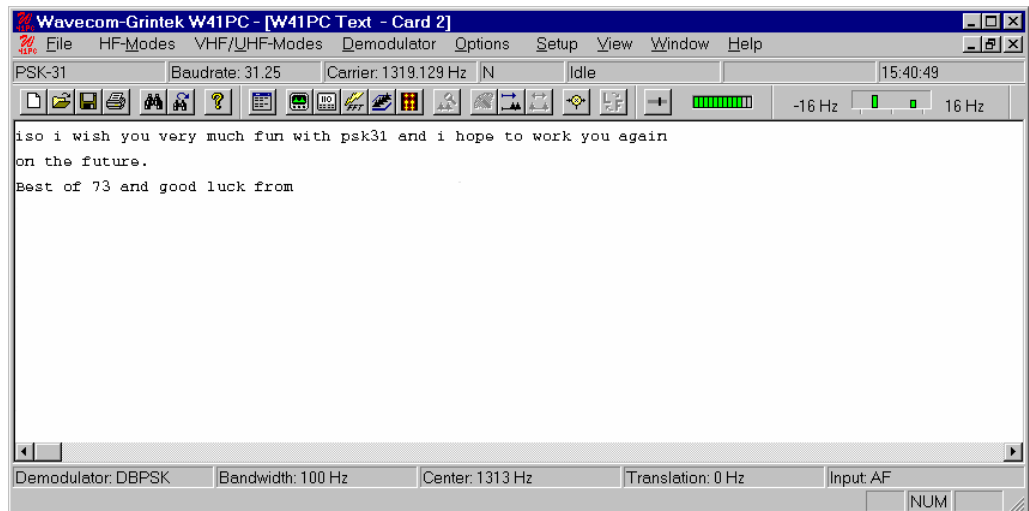 Wavecom-Grintek W41PC - [W41PC Text - Card 2]
File HF-Modes VHF/UHF-Modes Demodulator Options Setup View Window Help
PSK-31 Baudrate: 31.25 Carrier: 1319.129 Hz N Idle 15:40:49
-16 Hz 16 Hz
iso i wish you very much fun with psk31 and i hope to work you again
on the future.
Best of 73 and good luck from
Demodulator: DBPSK Bandwidth: 100 Hz Center: 1313 Hz Translation: 0 Hz Input: AF
NUM